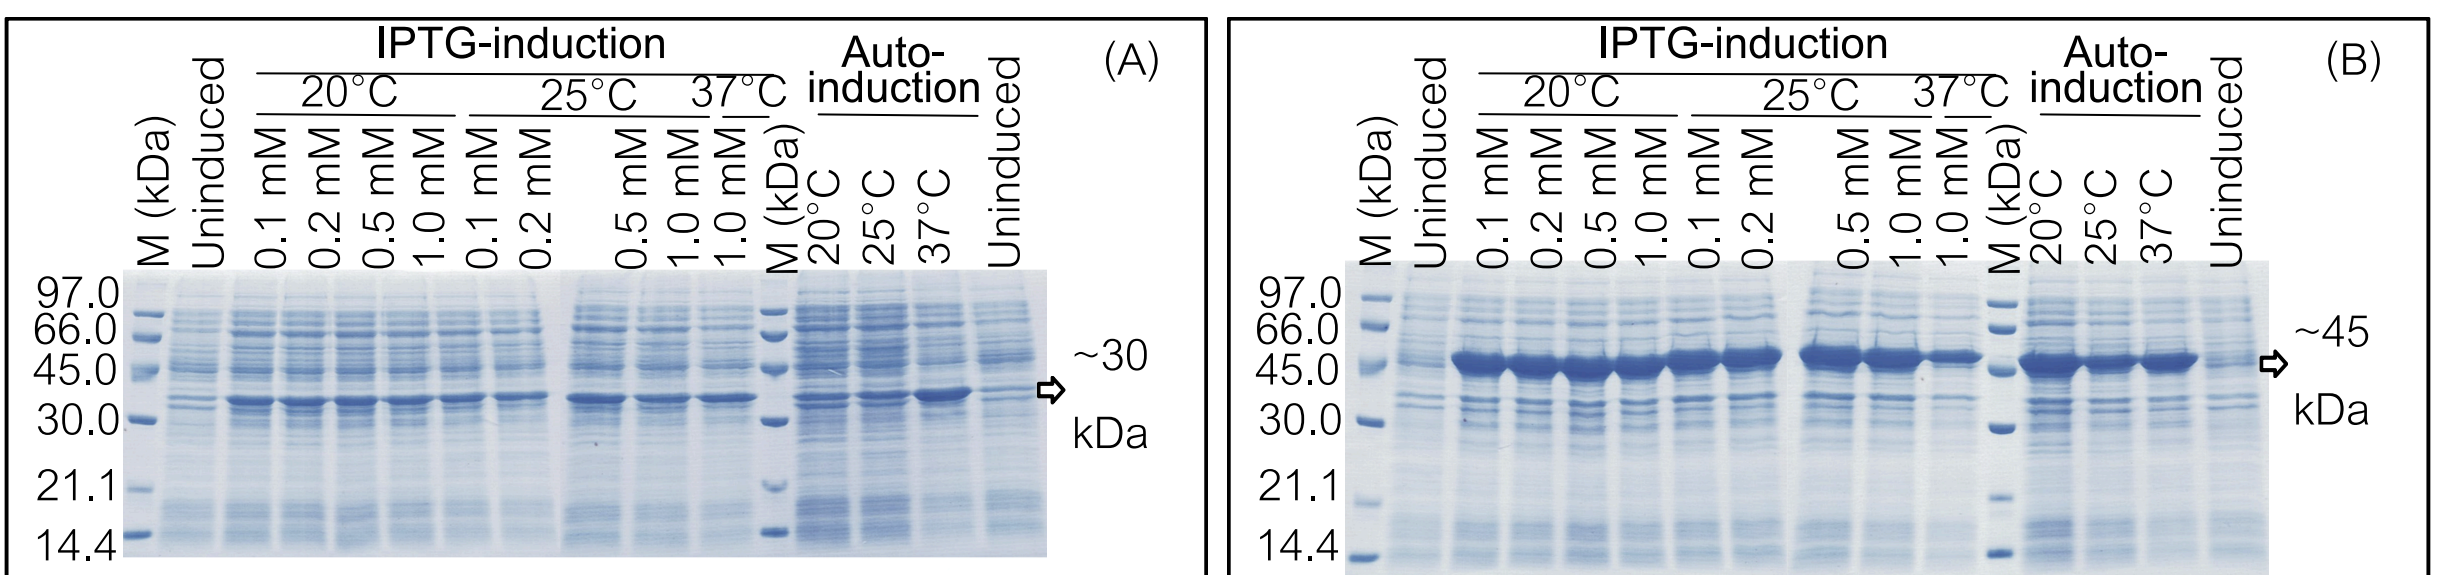 IPTG-induction
Auto-
induction
(A)
20°C
25°C
37°C
M (kDa)
Uninduced
0.1 mM
0.2 mM
0.5 mM
1.0 mM
0.1 mM
0.2 mM
0.5 mM
1.0 mM
1.0 mM
M (kDa)
20°C
25°C
37°C
Uninduced
97.0
66.0
45.0
30.0
21.1
14.4
~30
kDa
IPTG-induction
Auto-
induction
(B)
20°C
25°C
37°C
M (kDa)
Uninduced
0.1 mM
0.2 mM
0.5 mM
1.0 mM
0.1 mM
0.2 mM
0.5 mM
1.0 mM
1.0 mM
M (kDa)
20°C
25°C
37°C
Uninduced
97.0
66.0
45.0
30.0
21.1
14.4
~45
kDa